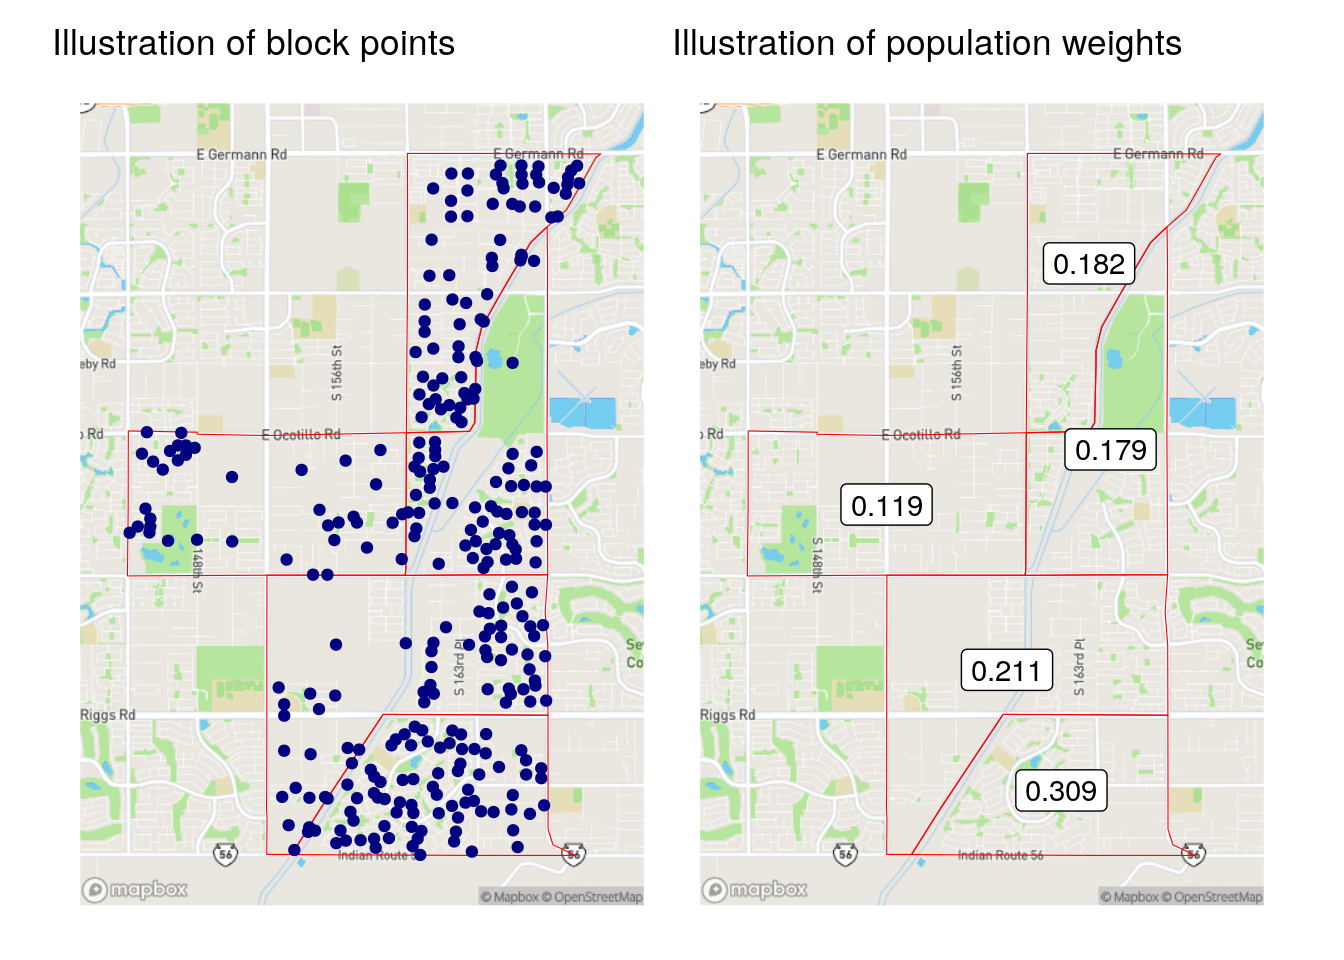 Illustration of block points
Illustration of population weights
E Germann Rd
E Germann Rd
S 156th St
eby Rd
Rd
E Ocotillo Rd
148th St
S 163rd Pl
Se
Co
Riggs Rd
Indian Route 5
56
56
mapbox
© Mapbox © OpenStreetMap
E Germann Rd
E Germann Rd
0.182
S 156th St
eby Rd
Rd
E Ocotillo Rd
0.179
0.119
S 148th St
0.211
S 163rd Pl
Se
Co
Riggs Rd
0.309
Indian Route 56
56
56
mapbox
© Mapbox © OpenStreetMap